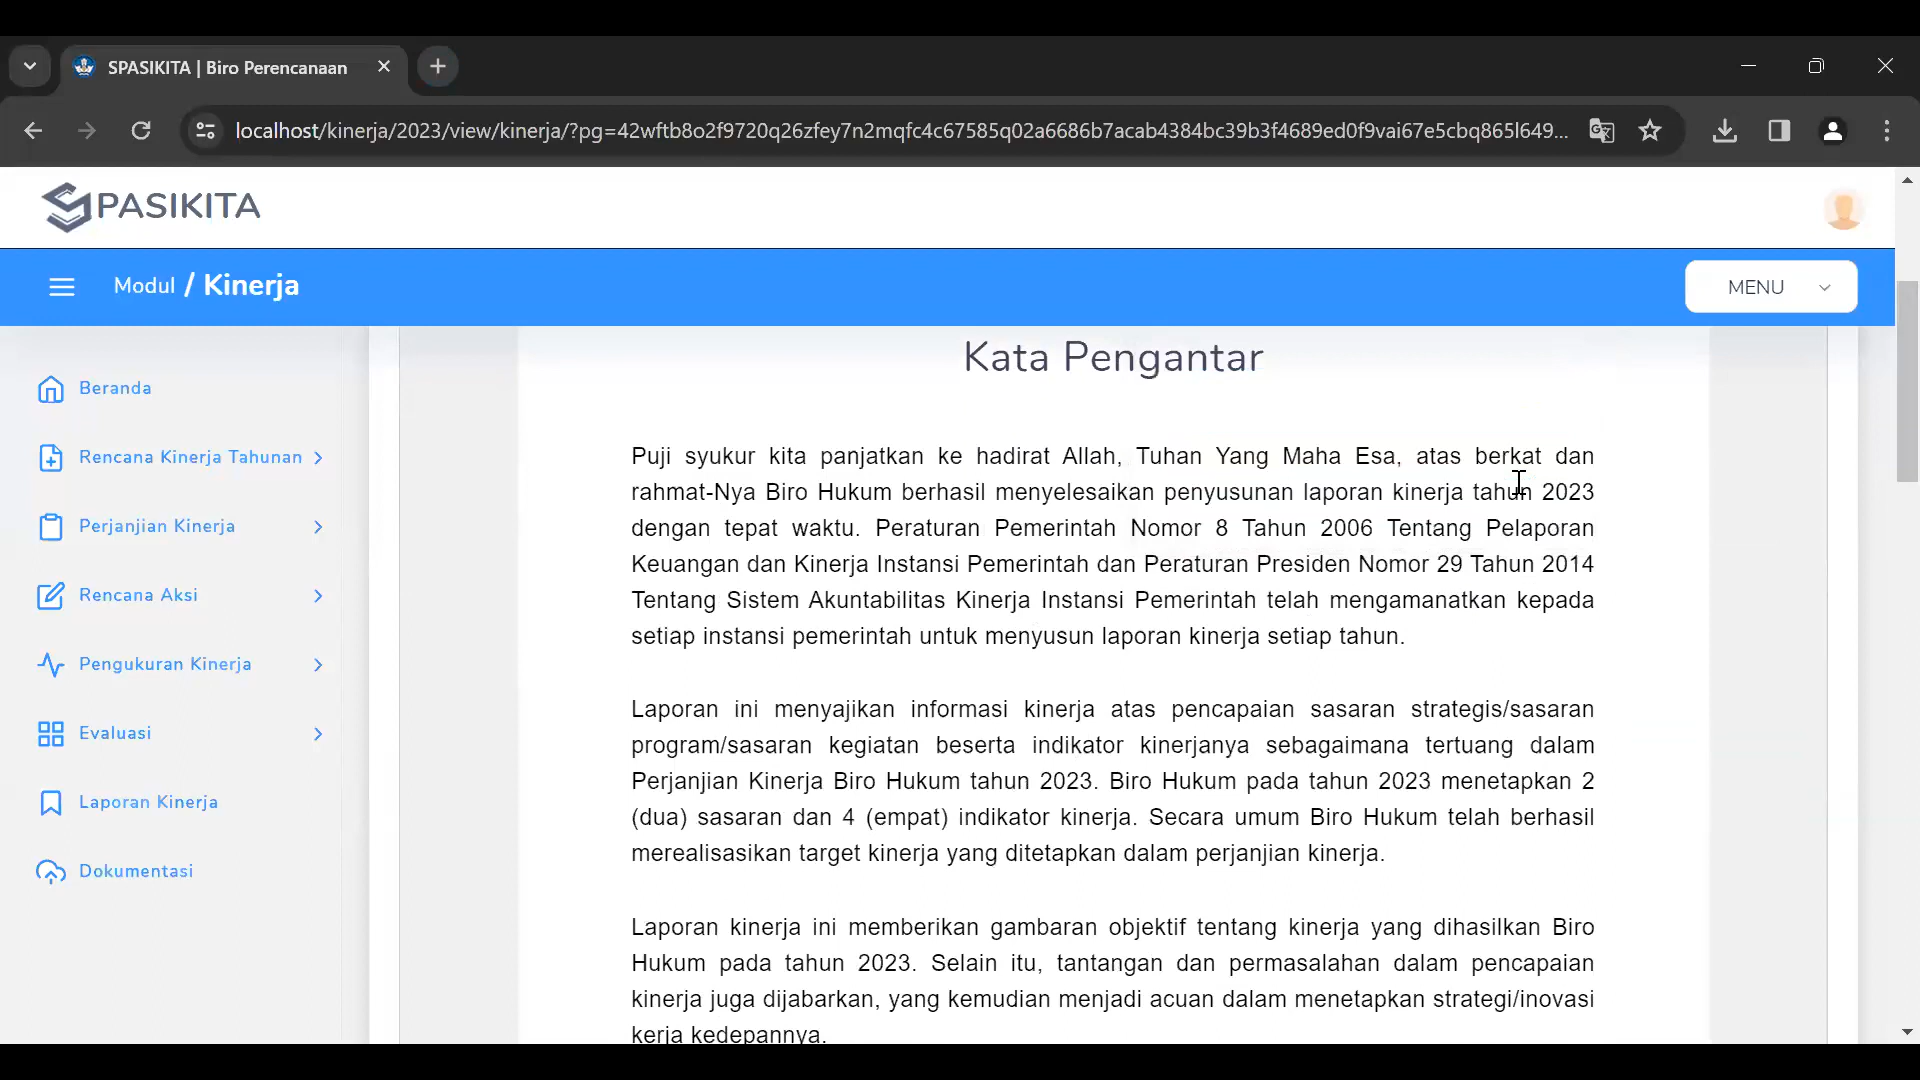 SPASIKITA | Biro Perencanaan
localhost/kinerja/2023/view/kinerja/?pg=42wftb8o2f9720q26zfey7n2mqfc4c67585q02a6686b7acab4384bc39b3f4689ed0f9vai67e5cbq865l649...
SPASIKITA
Modul / Kinerja
MENU
Beranda
Rencana Kinerja Tahunan
Perjanjian Kinerja
Rencana Aksi
Pengukuran Kinerja
Evaluasi
Laporan Kinerja
Dokumentasi
Kata Pengantar
Puji syukur kita panjatkan ke hadirat Allah, Tuhan Yang Maha Esa, atas berkat dan
rahmat-Nya Biro Hukum berhasil menyelesaikan penyusunan laporan kinerja tahun 2023
dengan tepat waktu. Peraturan Pemerintah Nomor 8 Tahun 2006 Tentang Pelaporan
Keuangan dan Kinerja Instansi Pemerintah dan Peraturan Presiden Nomor 29 Tahun 2014
Tentang Sistem Akuntabilitas Kinerja Instansi Pemerintah telah mengamanatkan kepada
setiap instansi pemerintah untuk menyusun laporan kinerja setiap tahun.
Laporan ini menyajikan informasi kinerja atas pencapaian sasaran strategis/sasaran
program/sasaran kegiatan beserta indikator kinerjanya sebagaimana tertuang dalam
Perjanjian Kinerja Biro Hukum tahun 2023. Biro Hukum pada tahun 2023 menetapkan 2
(dua) sasaran dan 4 (empat) indikator kinerja. Secara umum Biro Hukum telah berhasil
merealisasikan target kinerja yang ditetapkan dalam perjanjian kinerja.
Laporan kinerja ini memberikan gambaran objektif tentang kinerja yang dihasilkan Biro
Hukum pada tahun 2023. Selain itu, tantangan dan permasalahan dalam pencapaian
kinerja juga dijabarkan, yang kemudian menjadi acuan dalam menetapkan strategi/inovasi
kerja kedepannya.